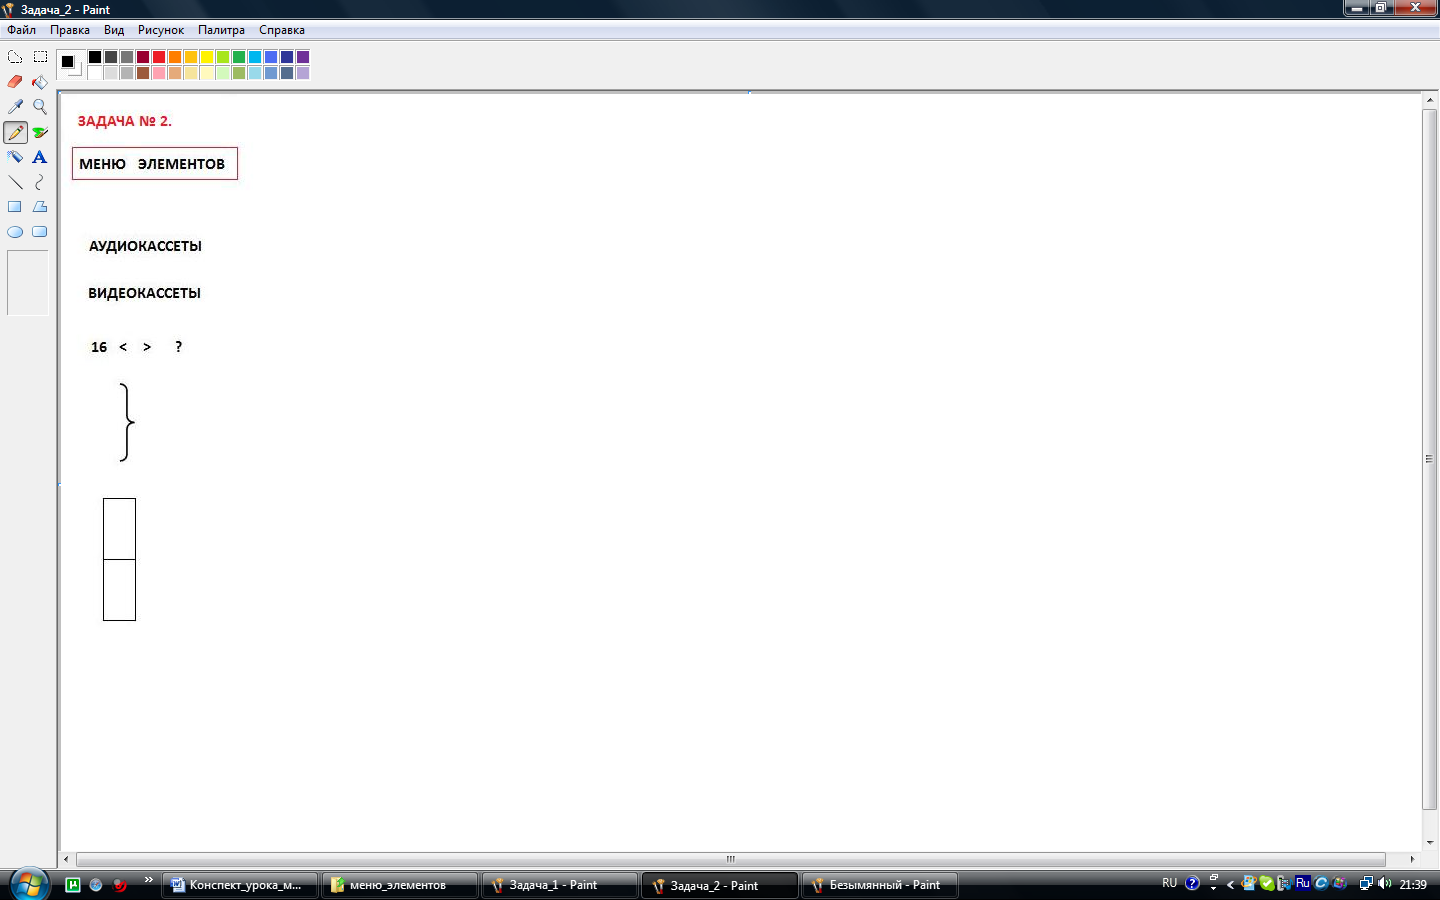 Задача_2 - Paint
Файл Правка Вид Рисунок Палитра Справка
ЗАДАЧА № 2.
МЕНЮ ЭЛЕМЕНТОВ
АУДИОКАССЕТЫ
ВИДЕОКАССЕТЫ
16 < > ?
Конспект_урока_м... меню_элементов Задача_1 - Paint Задача_2 - Paint Безымянный - Paint RU Ru 21:39